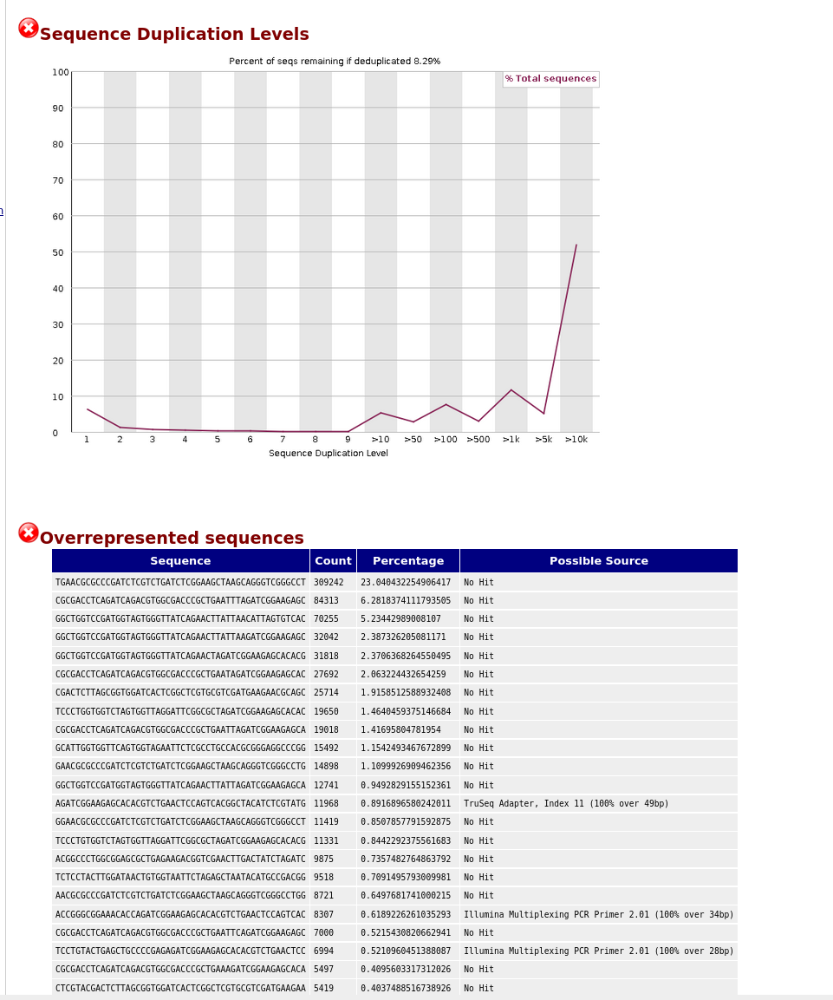 Sequence Duplication Levels
Percent of seqs remaining if deduplicated 8.29%
% Total sequences
100
90
80
70
60
50
40
30
20
10
0
1 2 3 4 5 6 7 8 9 >10 >50 >100 >500 >1k >5k >10k
Sequence Duplication Level
Overrepresented sequences
Sequence Count Percentage Possible Source
TGAACGCGCCCGATCTCGTCTGATCTCGGAAGCTAAGCAGGGTCGGGCCT 309242 23.040432254906417 No Hit
CGCGACCTCAGATCAGACGTGGCGACCCGCTGAATTTAGATCGGAAGAGC 84313 6.2818374111793505 No Hit
GGCTGGTCCGATGGTAGTGGGTTATCAGAACTTATTAACATTAGTGTCAC 70255 5.23442989008107 No Hit
GGCTGGTCCGATGGTAGTGGGTTATCAGAACTTATTAAGATCGGAAGAGC 32042 2.387326205081171 No Hit
GGCTGGTCCGATGGTAGTGGGTTATCAGAACTAGATCGGAAGAGCACACG 31818 2.3706368264550495 No Hit
CGCGACCTCAGATCAGACGTGGCGACCCGCTGAATAGATCGGAAGAGCAC 27692 2.063224432654259 No Hit
CGACTCTTAGCGGTGGATCACTCGGCTCGTGCGTCGATGAAGAACGCAGC 25714 1.9158512588932408 No Hit
TCCCTGGTGGTCTAGTGGTTAGGATTCGGCGCTAGATCGGAAGAGCACAC 19650 1.4640459375146684 No Hit
CGCGACCTCAGATCAGACGTGGCGACCCGCTGAATTAGATCGGAAGAGCA 19018 1.41695804781954 No Hit
GCATTGGTGGTTCAGTGGTAGAATTCTCGCCTGCCACGCGGGAGGCCCGG 15492 1.1542493467672899 No Hit
GAACGCGCCCGATCTCGTCTGATCTCGGAAGCTAAGCAGGGTCGGGCCTG 14898 1.1099926909462356 No Hit
GGCTGGTCCGATGGTAGTGGGTTATCAGAACTTATTAGATCGGAAGAGCA 12741 0.9492829155152361 No Hit
AGATCGGAAGAGCACACGTCTGAACTCCAGTCACGGCTACATCTCGTATG 11968 0.8916896580242011 TruSeq Adapter, Index 11 (100% over 49bp)
GGAACGCGCCCGATCTCGTCTGATCTCGGAAGCTAAGCAGGGTCGGGCCT 11419 0.8507857791592875 No Hit
TCCCTGTGGTCTAGTGGTTAGGATTCGGCGCTAGATCGGAAGAGCACACG 11331 0.8442292375561683 No Hit
ACGGCCCTGGCGGAGCGCTGAGAAGACGGTCGAACTTGACTATCTAGATC 9875 0.7357482764863792 No Hit
TCTCCTACTTGGATAACTGTGGTAATTCTAGAGCTAATACATGCCGACGG 9518 0.7091495793009981 No Hit
AACGCGCCCGATCTCGTCTGATCTCGGAAGCTAAGCAGGGTCGGGCCTGG 8721 0.6497681741000215 No Hit
ACCGGGCGGAAACACCAGATCGGAAGAGCACACGTCTGAACTCCAGTCAC 8307 0.6189226261035293 Illumina Multiplexing PCR Primer 2.01 (100% over 34bp)
CGCGACCTCAGATCAGACGTGGCGACCCGCTGAATTCAGATCGGAAGAGC 7000 0.5215430820662941 No Hit
TCCTGTACTGAGCTGCCCCGAGAGATCGGAAGAGCACACGTCTGAACTCC 6994 0.5210960451388087 Illumina Multiplexing PCR Primer 2.01 (100% over 28bp)
CGCGACCTCAGATCAGACGTGGCGACCCGCTGAAAGATCGGAAGAGCACA 5497 0.4095603317312026 No Hit
CTCGTACGACTCTTAGCGGTGGATCACTCGGCTCGTGCGTCGATGAAGAA 5419 0.4037488516738926 No Hit